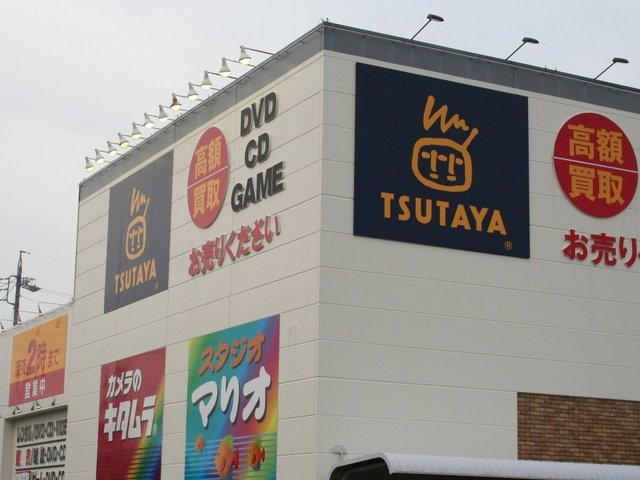 高額
買取
DVD
CD
GAME
お売りください
TSUTAYA
TSUTAYA
®
高額
買取
お売り
カメラの
キタムラ
®
スタジオ
マリオ
深夜2時まで
営業中